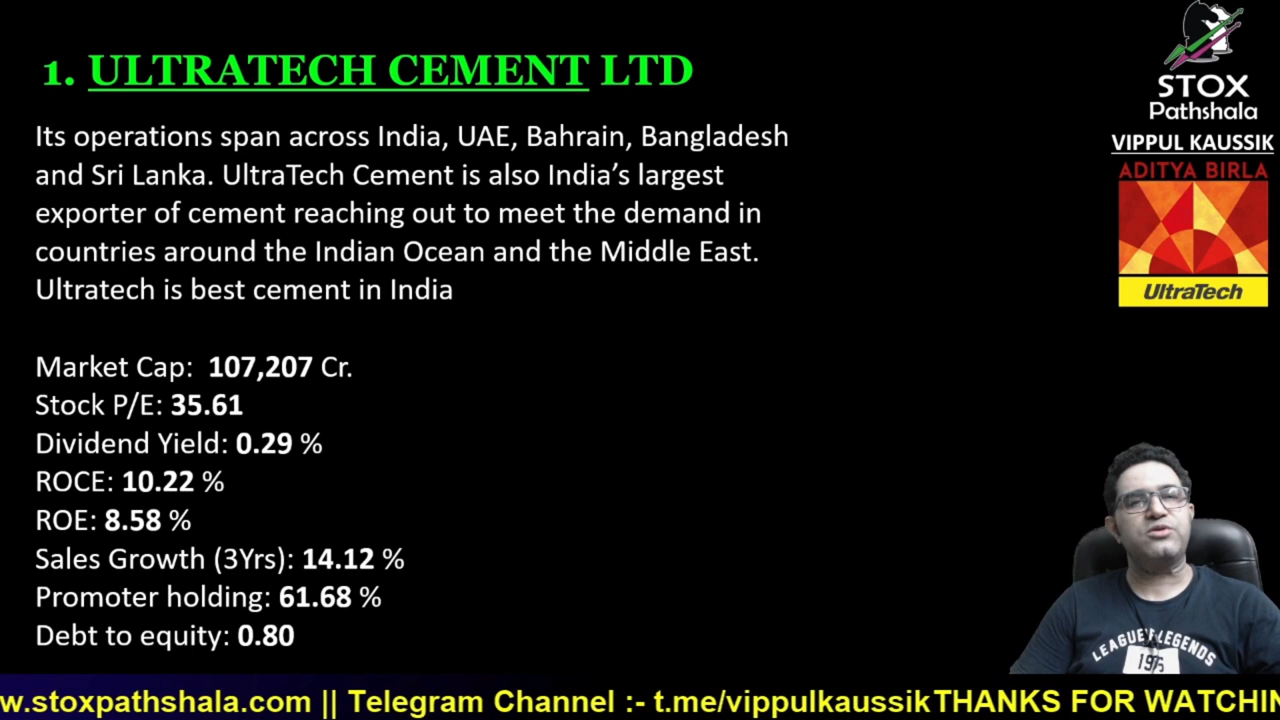 1. ULTRATECH CEMENT LTD
Its operations span across India, UAE, Bahrain, Bangladesh
and Sri Lanka. UltraTech Cement is also India’s largest
exporter of cement reaching out to meet the demand in
countries around the Indian Ocean and the Middle East.
Ultratech is best cement in India
Market Cap: 107,207 Cr.
Stock P/E: 35.61
Dividend Yield: 0.29 %
ROCE: 10.22 %
ROE: 8.58 %
Sales Growth (3Yrs): 14.12 %
Promoter holding: 61.68 %
Debt to equity: 0.80
STOX
Pathshala
VIPPUL KAUSSIK
ADITYA BIRLA
UltraTech
LEAGUE LEGENDS
1975
w.stoxpathshala.com || Telegram Channel :- t.me/vippulkaussik THANKS FOR WATCHIN